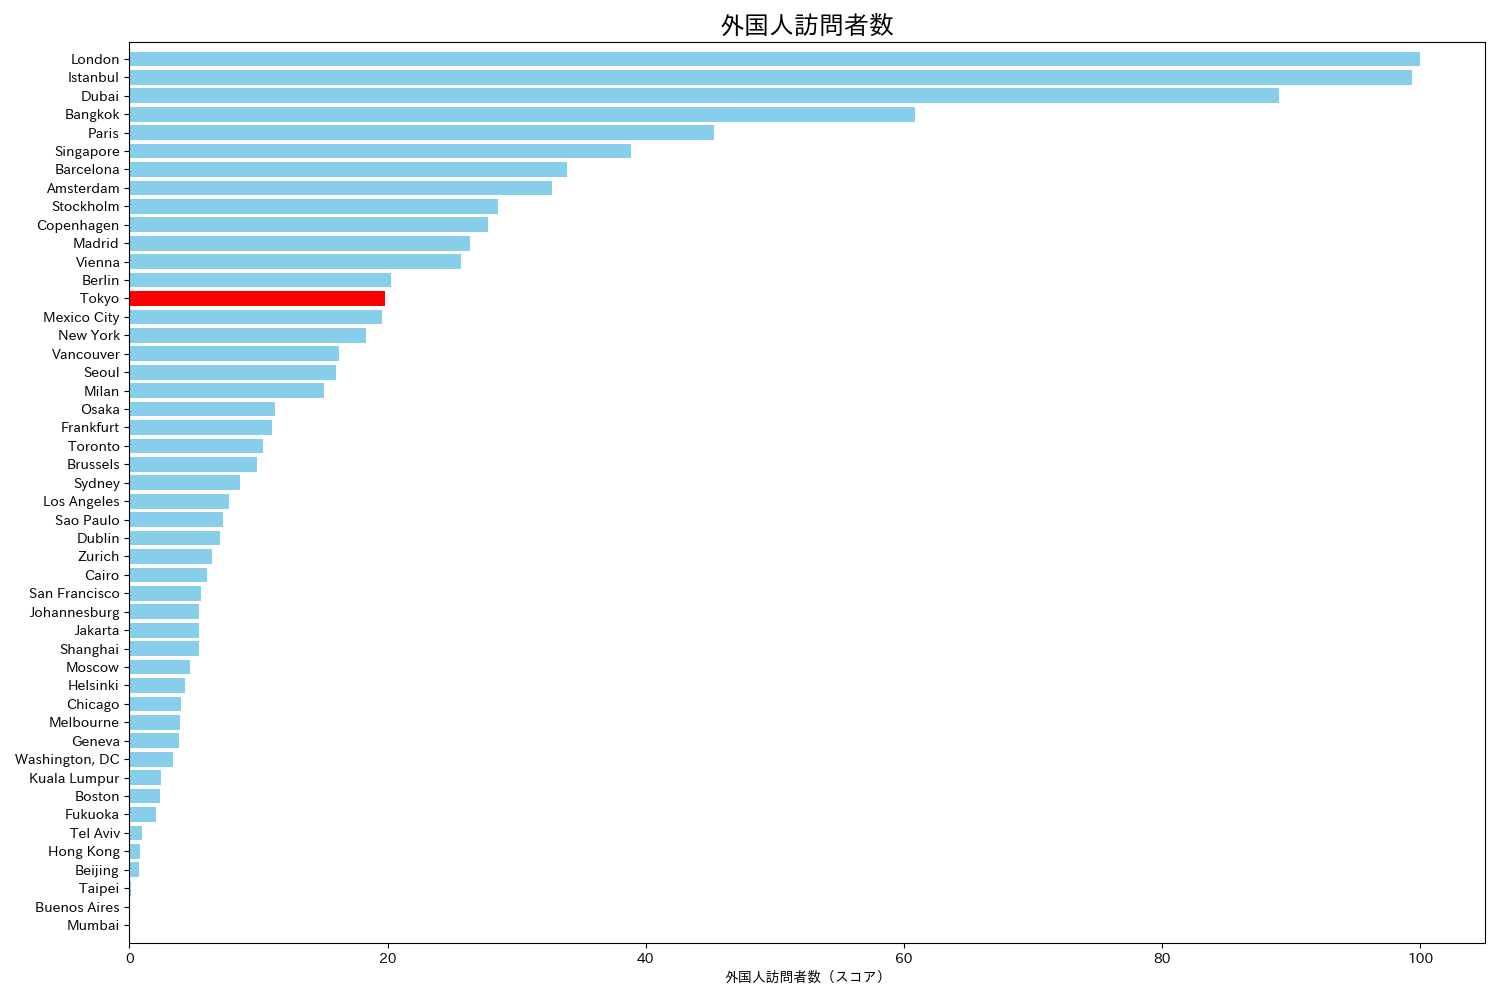 外国人訪問者数
London
Istanbul
Dubai
Bangkok
Paris
Singapore
Barcelona
Amsterdam
Stockholm
Copenhagen
Madrid
Vienna
Berlin
Tokyo
Mexico City
New York
Vancouver
Seoul
Milan
Osaka
Frankfurt
Toronto
Brussels
Sydney
Los Angeles
Sao Paulo
Dublin
Zurich
Cairo
San Francisco
Johannesburg
Jakarta
Shanghai
Moscow
Helsinki
Chicago
Melbourne
Geneva
Washington, DC
Kuala Lumpur
Boston
Fukuoka
Tel Aviv
Hong Kong
Beijing
Taipei
Buenos Aires
Mumbai
0 20 40 60 80 100
外国人訪問者数（スコア）